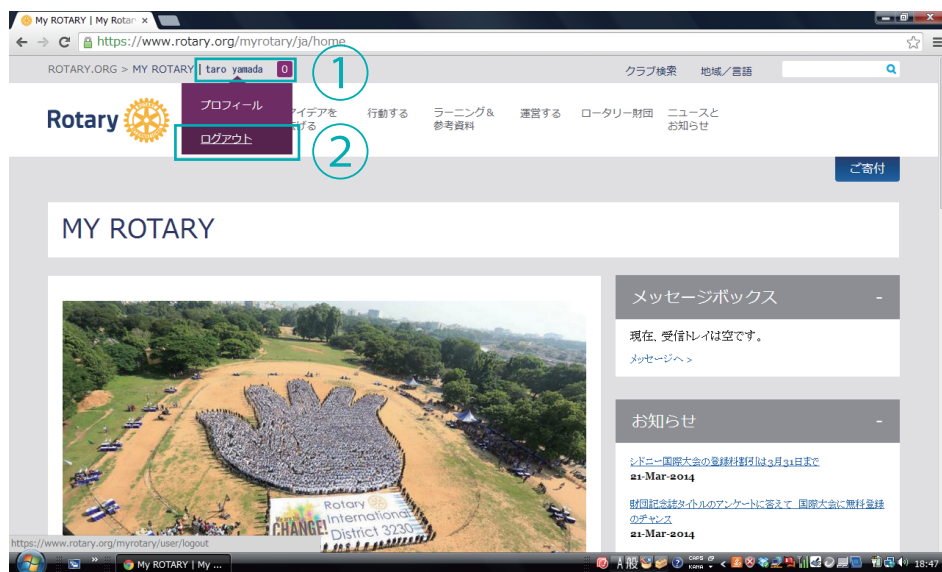 My ROTARY | My Rotar
https://www.rotary.org/myrotary/ja/home
ROTARY.ORG > MY ROTARY | taro yamada 0
①
クラブ検索 地域／言語
プロフィール
ログアウト
②
Rotary
アイデアを
げる
行動する
ラーニング＆
参考資料
運営する
ロータリー財団
ニュースと
お知らせ
ご寄付
MY ROTARY
メッセージボックス -
現在、受信トレイは空です。
メッセージへ >
お知らせ -
シドニー国際大会の登録料割引は3月31日まで
21-Mar-2014
財団記念誌タイトルのアンケートに答えて 国際大会に無料登録
のチャンス
21-Mar-2014
CHANGE!
Rotary
International
District 3230
https://www.rotary.org/myrotary/user/logout
My ROTARY | My ...
A 般
CAPS
KANA
18:47